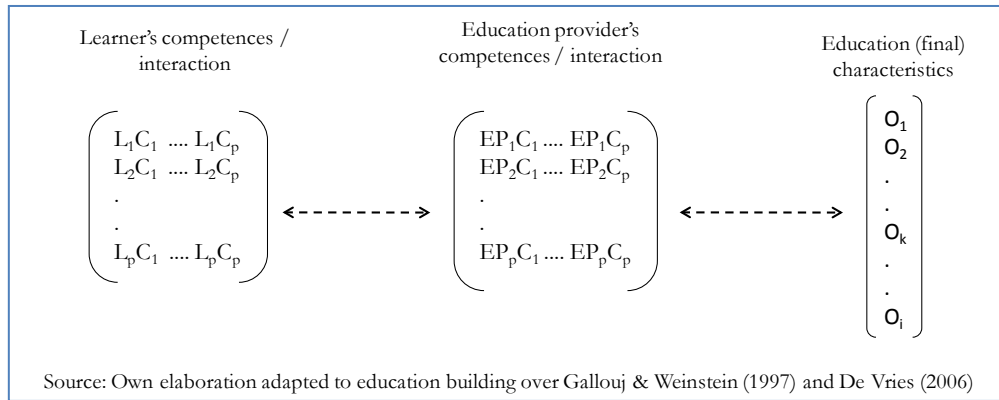 Learner's competences /
interaction
Education provider's
competences / interaction
Education (final)
characteristics
L₁C₁ .... L₁Cₚ
L₂C₁ .... L₂Cₚ
.
.
LₚC₁ .... LₚCₚ
EP₁C₁ .... EP₁Cₚ
EP₂C₁ .... EP₂Cₚ
.
.
EPₚC₁ .... EPₚCₚ
O₁
O₂
.
.
Oₖ
.
.
Oᵢ
Source: Own elaboration adapted to education building over Gallouj & Weinstein (1997) and De Vries (2006)